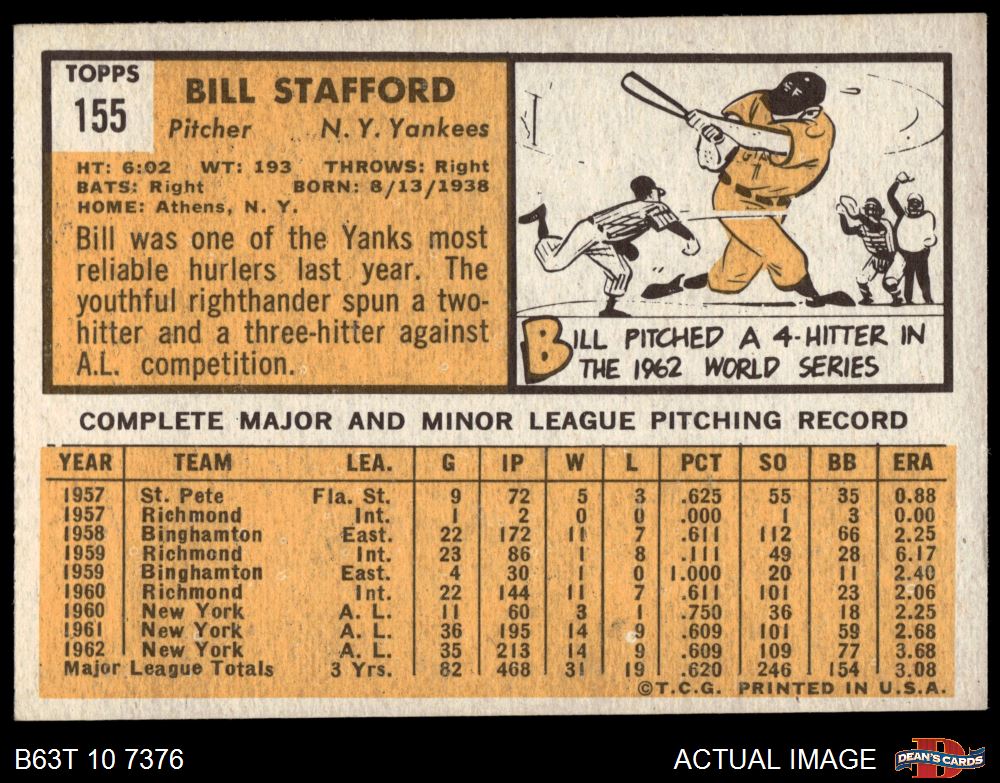 TOPPS
155
BILL STAFFORD
Pitcher N. Y. Yankees
HT: 6:02 WT: 193 THROWS: Right
BATS: Right BORN: 8/13/1938
HOME: Athens, N. Y.
Bill was one of the Yanks most
reliable hurlers last year. The
youthful righthander spun a two-
hitter and a three-hitter against
A.L. competition.
BILL PITCHED A 4-HITTER IN
THE 1962 WORLD SERIES
COMPLETE MAJOR AND MINOR LEAGUE PITCHING RECORD
YEAR TEAM LEA. G IP W L PCT SO BB ERA
1957 St. Pete Fla. St. 9 72 5 3 .625 55 35 0.88
1957 Richmond Int. 1 2 0 0 .000 1 3 0.00
1958 Binghamton East. 22 172 11 7 .611 112 66 2.25
1959 Richmond Int. 23 86 1 8 .111 49 28 6.17
1959 Binghamton East. 4 30 1 0 1.000 20 11 2.40
1960 Richmond Int. 22 144 11 7 .611 101 23 2.06
1960 New York A. L. 11 60 3 1 .750 36 18 2.25
1961 New York A. L. 36 195 14 9 .609 101 59 2.68
1962 New York A. L. 35 213 14 9 .609 109 77 3.68
Major League Totals 3 Yrs. 82 468 31 19 .620 246 154 3.08
©T.C.G. PRINTED IN U.S.A.
B63T 10 7376 ACTUAL IMAGE DEAN'S CARDS